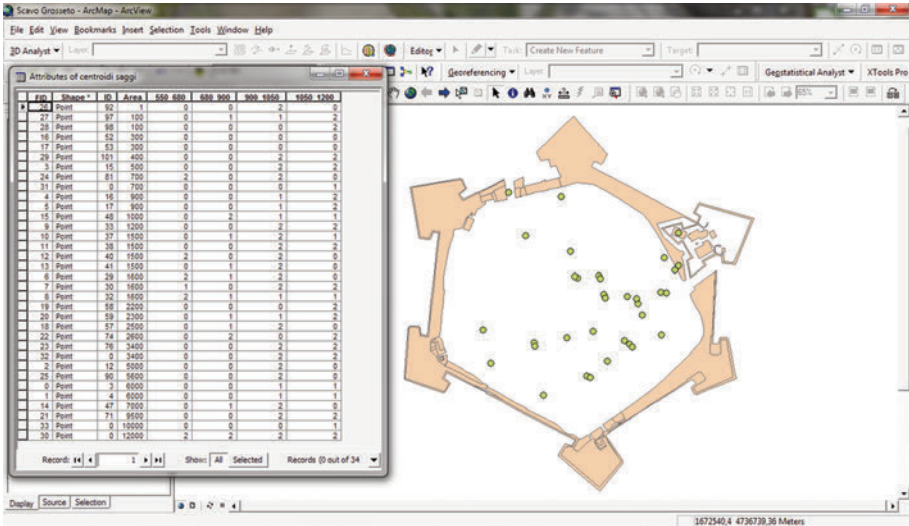 Scavo Grosseto - ArcMap - ArcView
File Edit View Bookmarks Insert Selection Tools Window Help
3D Analyst Layer: Editor Task: Create New Feature Target:
Georeferencing Layer: Geostatistical Analyst XTools Pro
65%
Attributes of centroidi saggi
FID Shape * ID Area 550_680 680_900 900_1050 1050_1200
26 Point 92 1 0 0 2 0
27 Point 97 100 0 1 1 2
28 Point 98 100 0 0 0 2
16 Point 52 300 0 0 0 0
17 Point 53 300 0 0 0 0
29 Point 101 400 0 0 2 2
3 Point 15 500 0 0 2 2
24 Point 81 700 2 0 2 0
31 Point 0 700 0 0 0 1
4 Point 16 900 0 0 1 2
5 Point 17 900 0 0 1 2
15 Point 48 1000 0 2 1 1
9 Point 33 1200 0 0 2 2
10 Point 37 1500 0 1 2 1
11 Point 38 1500 0 0 2 2
12 Point 40 1500 2 0 2 0
13 Point 41 1500 0 1 2 0
6 Point 29 1600 2 1 2 0
7 Point 30 1600 1 0 2 2
8 Point 32 1600 2 1 1 1
19 Point 58 2200 0 0 0 2
20 Point 59 2300 0 1 1 2
18 Point 57 2500 0 1 2 0
22 Point 74 2600 0 2 0 2
23 Point 76 3400 0 0 2 2
32 Point 0 3400 0 0 2 0
2 Point 12 5000 0 0 2 0
25 Point 90 5600 0 0 2 0
0 Point 3 6000 0 0 1 1
1 Point 4 6000 0 0 1 1
14 Point 47 7000 0 1 2 0
21 Point 71 9500 0 0 2 2
33 Point 0 10000 0 0 0 1
30 Point 0 12000 2 2 2 2
Record: 1 Show: All Selected Records (0 out of 34
Display Source Selection
1672540,4 4736739,36 Meters